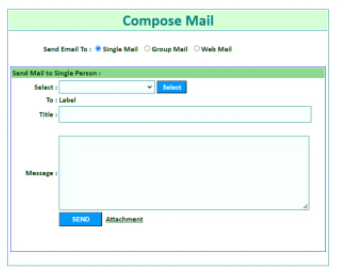 Compose Mail
Send Email To : Single Mail Group Mail Web Mail
Send Mail to Single Person :
Select : Select
To : Label
Title :
Message :
SEND Attachment